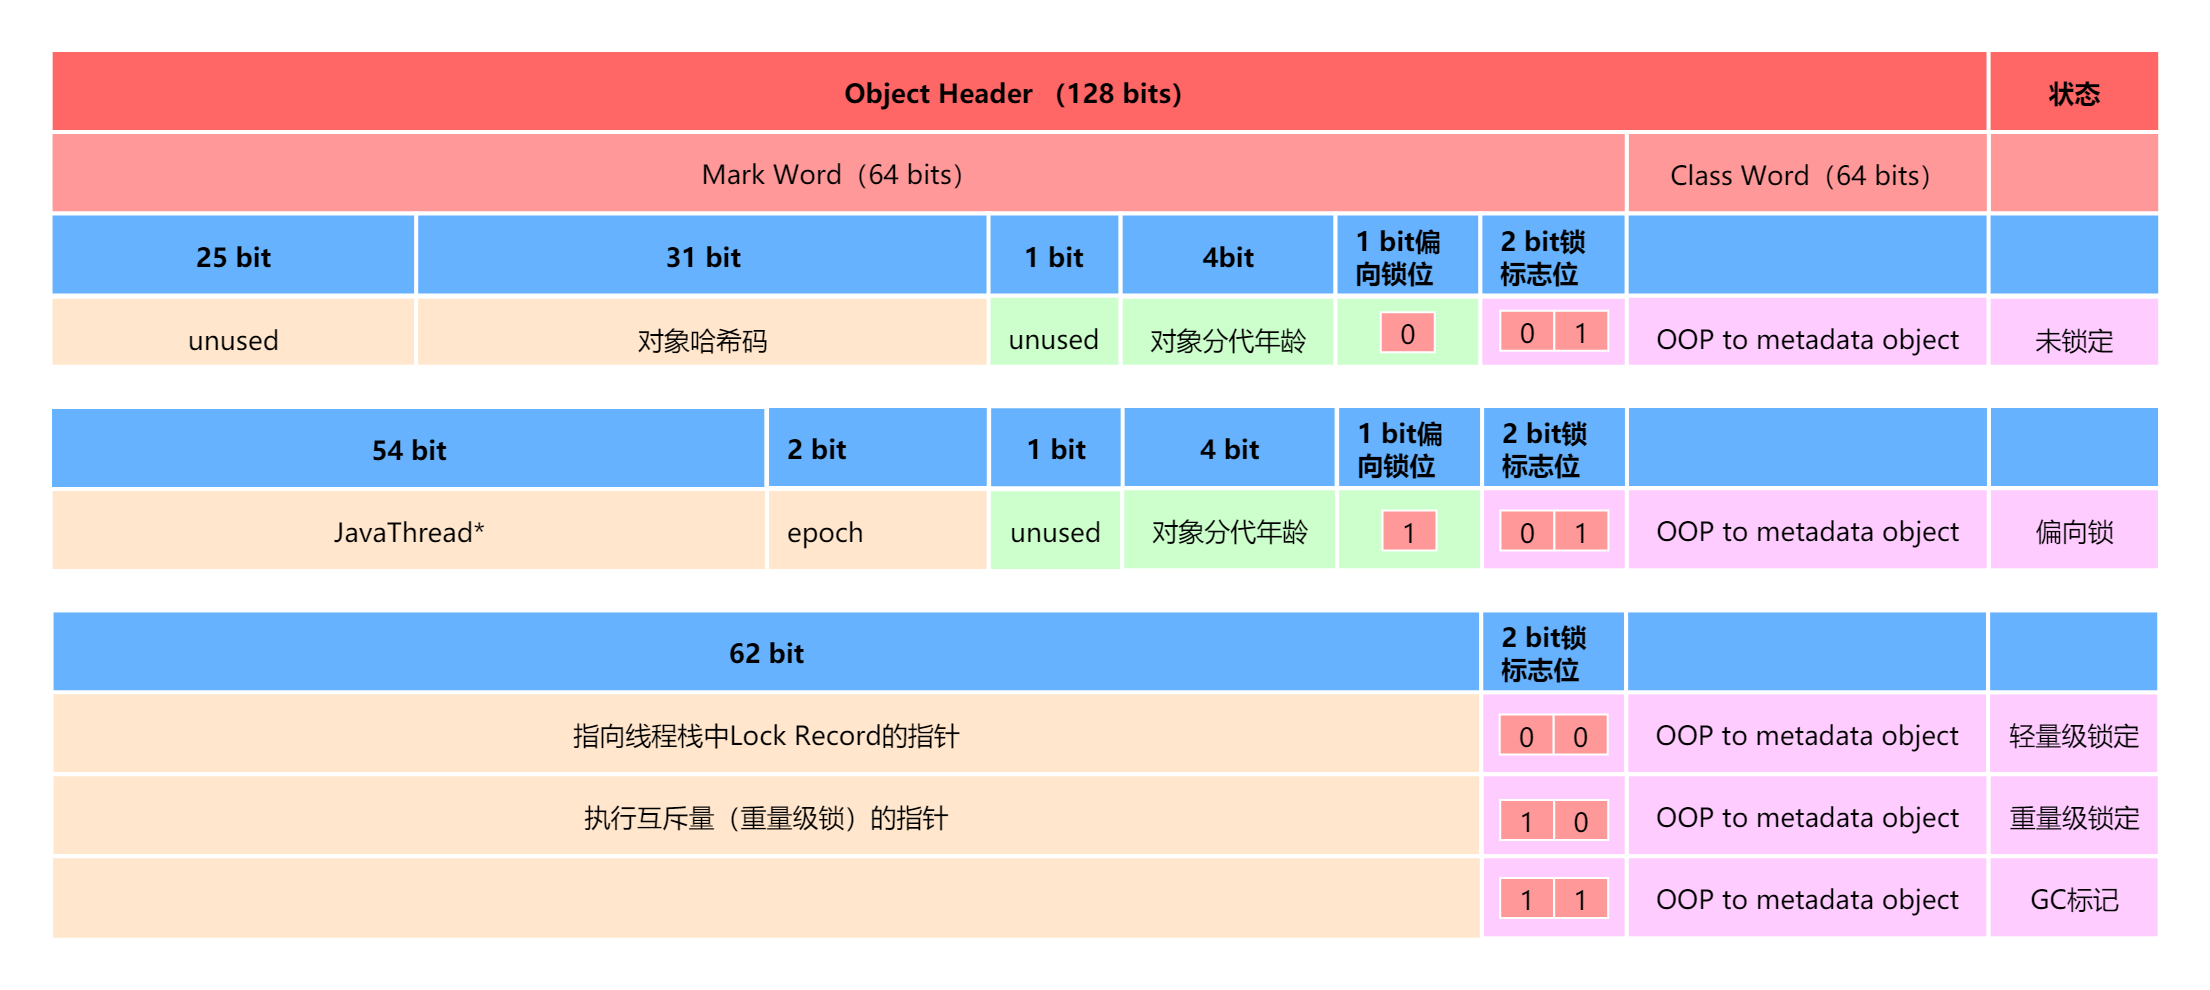 Object Header （128 bits） 状态
Mark Word（64 bits） Class Word（64 bits）
25 bit 31 bit 1 bit 4bit 1 bit偏 2 bit锁
向锁位 标志位
unused 对象哈希码 unused 对象分代年龄 0 0 1 OOP to metadata object 未锁定
54 bit 2 bit 1 bit 4 bit 1 bit偏 2 bit锁
向锁位 标志位
JavaThread* epoch unused 对象分代年龄 1 0 1 OOP to metadata object 偏向锁
62 bit 2 bit锁
标志位
指向线程栈中Lock Record的指针 0 0 OOP to metadata object 轻量级锁定
执行互斥量（重量级锁）的指针 1 0 OOP to metadata object 重量级锁定
1 1 OOP to metadata object GC标记